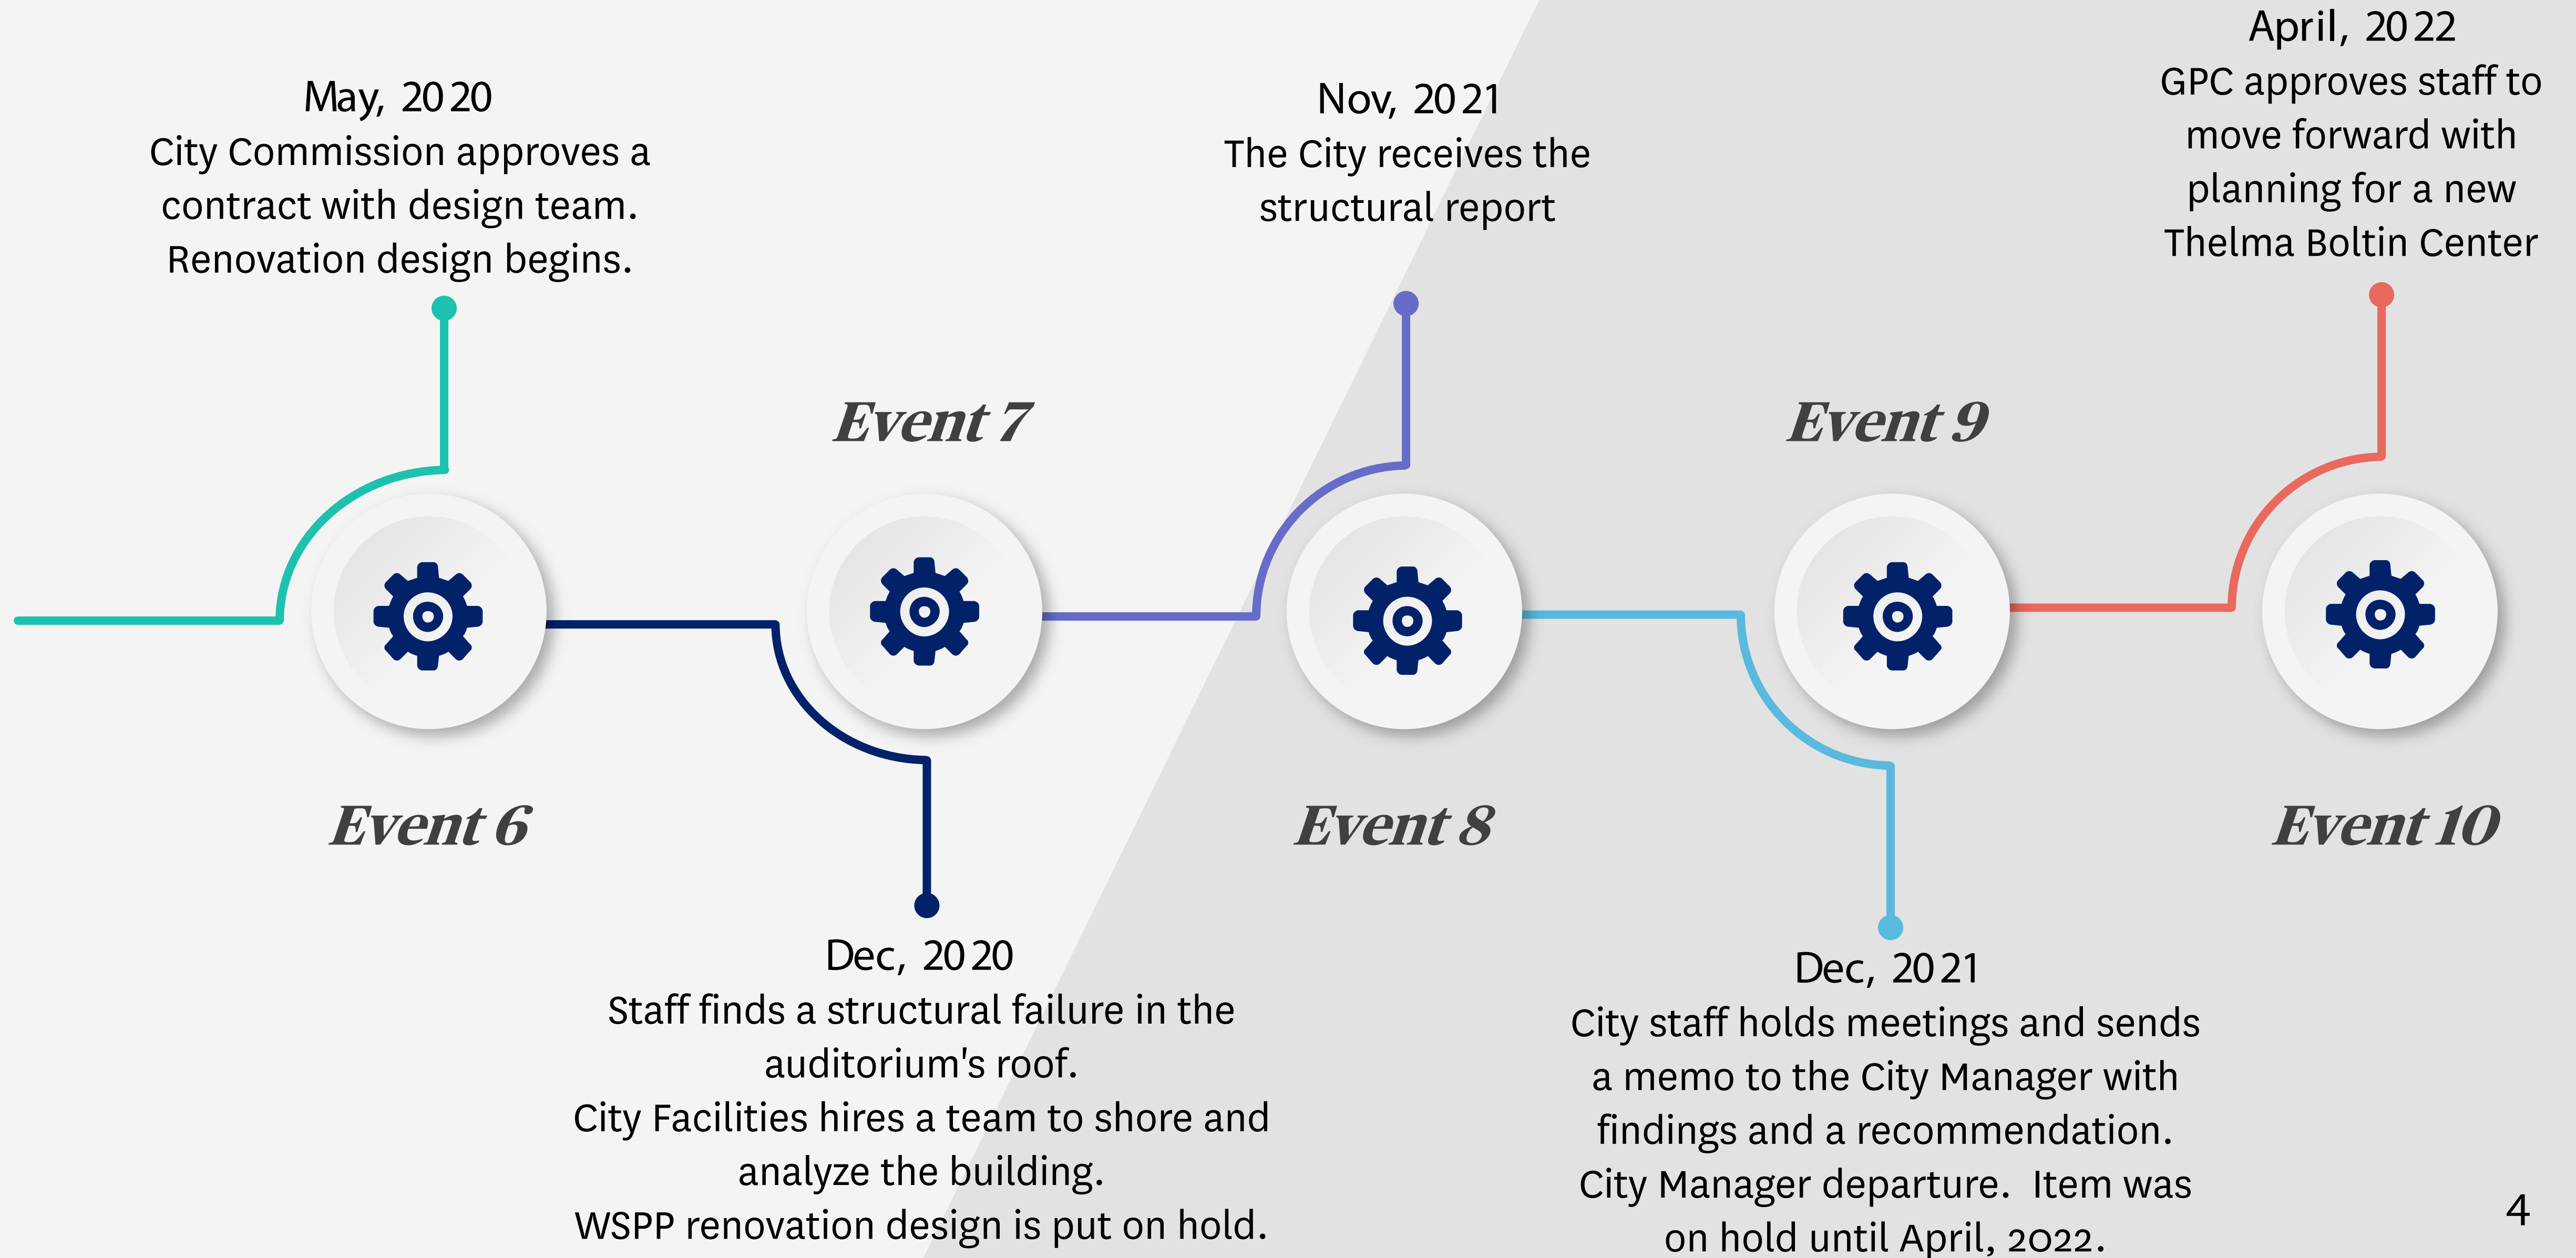 May, 2020
City Commission approves a
contract with design team.
Renovation design begins.
Event 6
Event 7
Dec, 2020
Staff finds a structural failure in the
auditorium's roof.
City Facilities hires a team to shore and
analyze the building.
WSPP renovation design is put on hold.
Nov, 2021
The City receives the
structural report
Event 8
Event 9
Dec, 2021
City staff holds meetings and sends
a memo to the City Manager with
findings and a recommendation.
City Manager departure.  Item was
on hold until April, 2022.
April, 2022
GPC approves staff to
move forward with
planning for a new
Thelma Boltin Center
Event 10
4